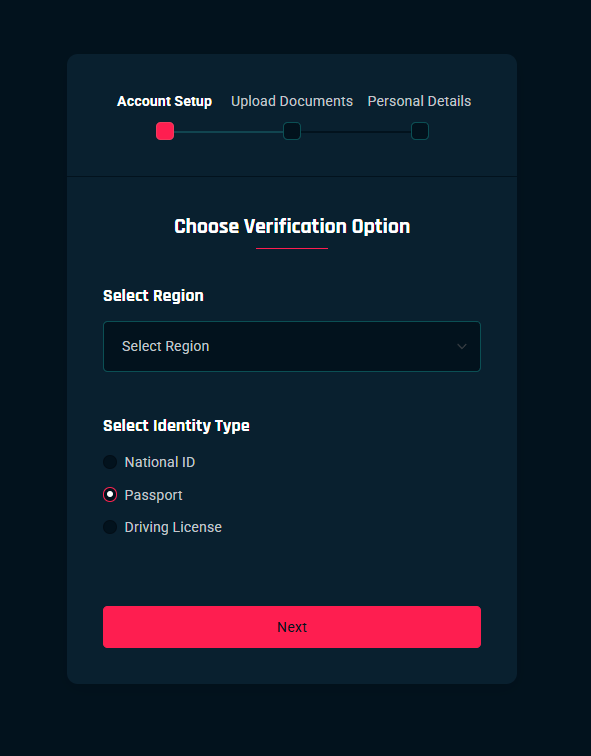 Account Setup Upload Documents Personal Details
Choose Verification Option
Select Region
Select Region
Select Identity Type
National ID
Passport
Driving License
Next